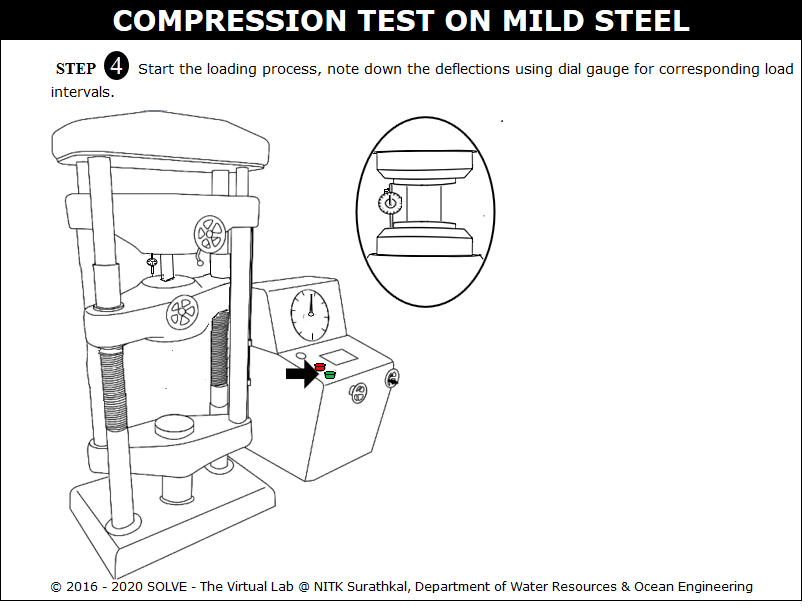 COMPRESSION TEST ON MILD STEEL
STEP 4 Start the loading process, note down the deflections using dial gauge for corresponding load
intervals.
© 2016 - 2020 SOLVE - The Virtual Lab @ NITK Surathkal, Department of Water Resources & Ocean Engineering